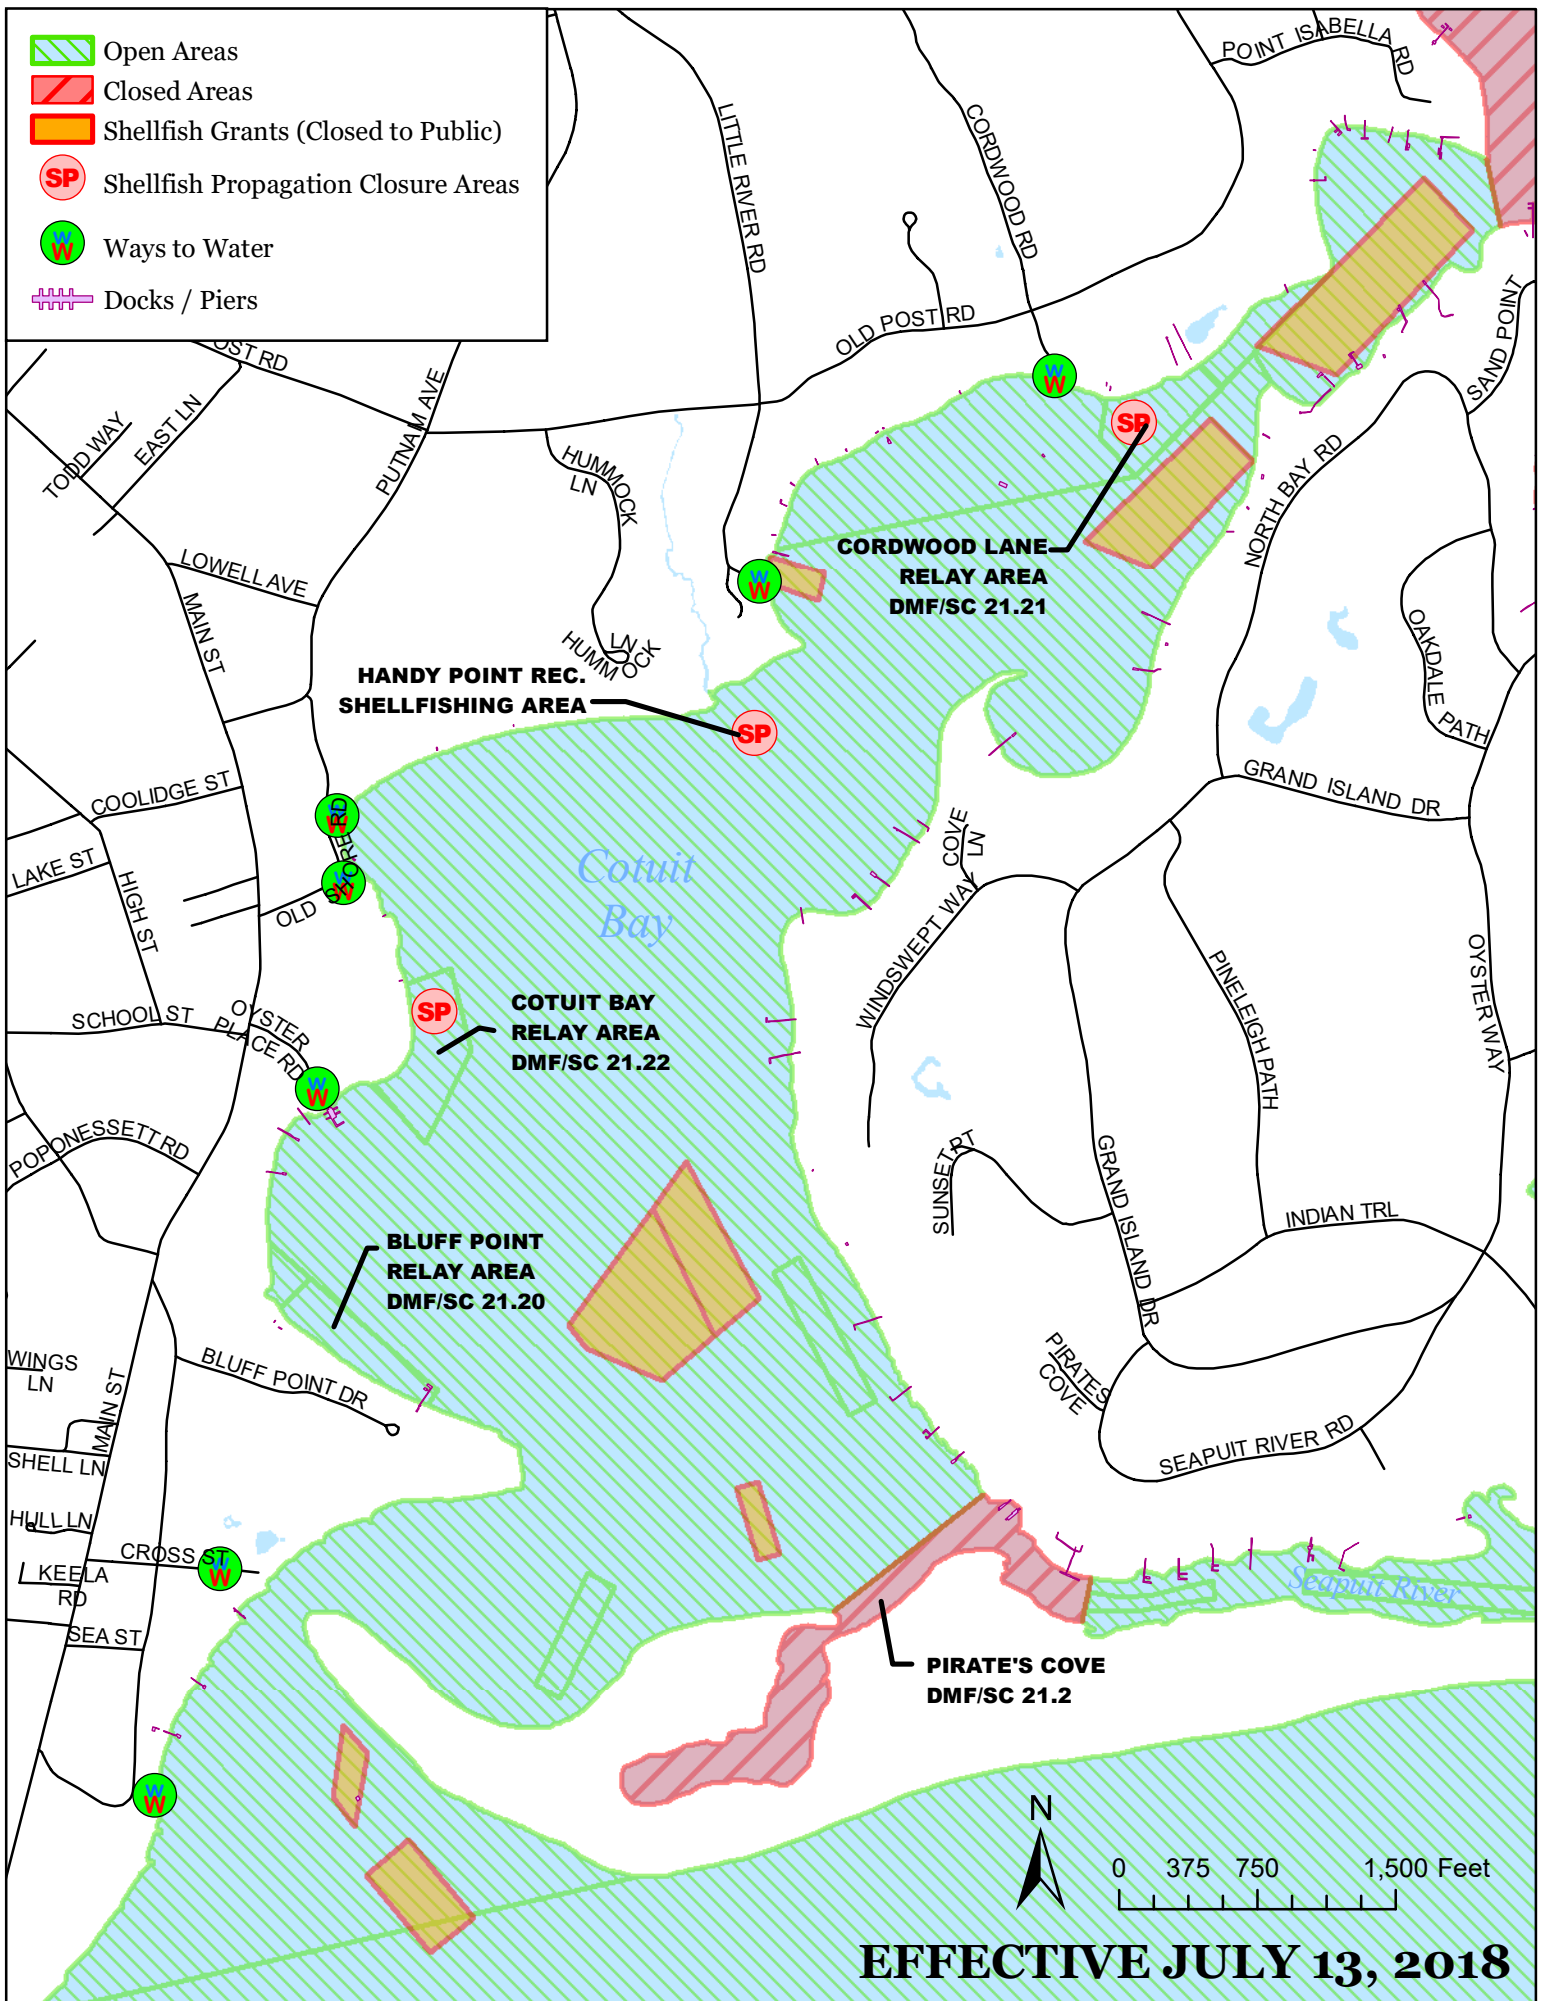 Open Areas
Closed Areas
Shellfish Grants (Closed to Public)
SP Shellfish Propagation Closure Areas
W W Ways to Water
Docks / Piers
POINT ISABELLA RD
LITTLE RIVER RD
CORDWOOD RD
OLD POST RD
SAND POINT
OST RD
PUTNAM AVE
EAST LN
TODD WAY
HUMMOCK LN
W W
SP
NORTH BAY RD
LOWELL AVE
MAIN ST
W W
CORDWOOD LANE
RELAY AREA
DMF/SC 21.21
OAKDALE PATH
HUMMOCK LN
HANDY POINT REC.
SHELLFISHING AREA
SP
COOLIDGE ST
GRAND ISLAND DR
W W
OLD SHORE RD
W W
LAKE ST
HIGH ST
COVE LN
WINDSWEPT WAY
Cotuit
Bay
PINELEIGH PATH
OYSTER WAY
SCHOOL ST
OYSTER PLACE RD
SP
COTUIT BAY
RELAY AREA
DMF/SC 21.22
W W
POPONESSETT RD
SUNSET PT
GRAND ISLAND DR
INDIAN TRL
BLUFF POINT
RELAY AREA
DMF/SC 21.20
WINGS LN
BLUFF POINT DR
PIRATES COVE
MAIN ST
SHELL LN
SEAPUIT RIVER RD
HULL LN
CROSS ST
W W
KEELA RD
Seapuit River
SEA ST
PIRATE'S COVE
DMF/SC 21.2
W W
N
0 375 750 1,500 Feet
EFFECTIVE JULY 13, 2018